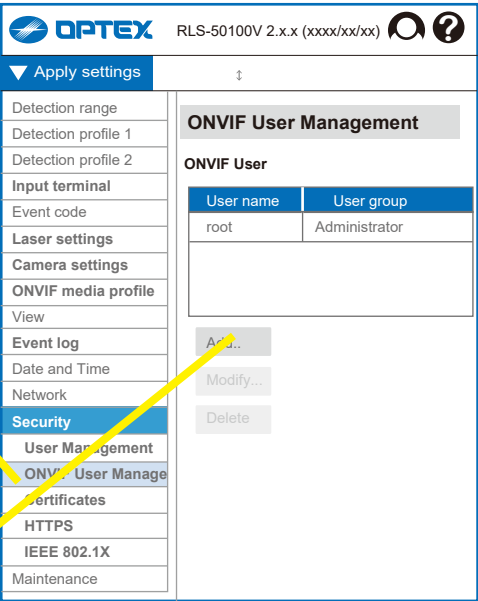 OPTEX RLS-50100V 2.x.x (xxxx/xx/xx) ?
Apply settings
Detection range
Detection profile 1
Detection profile 2
Input terminal
Event code
Laser settings
Camera settings
ONVIF media profile
View
Event log
Date and Time
Network
Security
User Management
ONVIF User Manage
Certificates
HTTPS
IEEE 802.1X
Maintenance
ONVIF User Management
ONVIF User
User name User group
root Administrator
Add..
Modify...
Delete